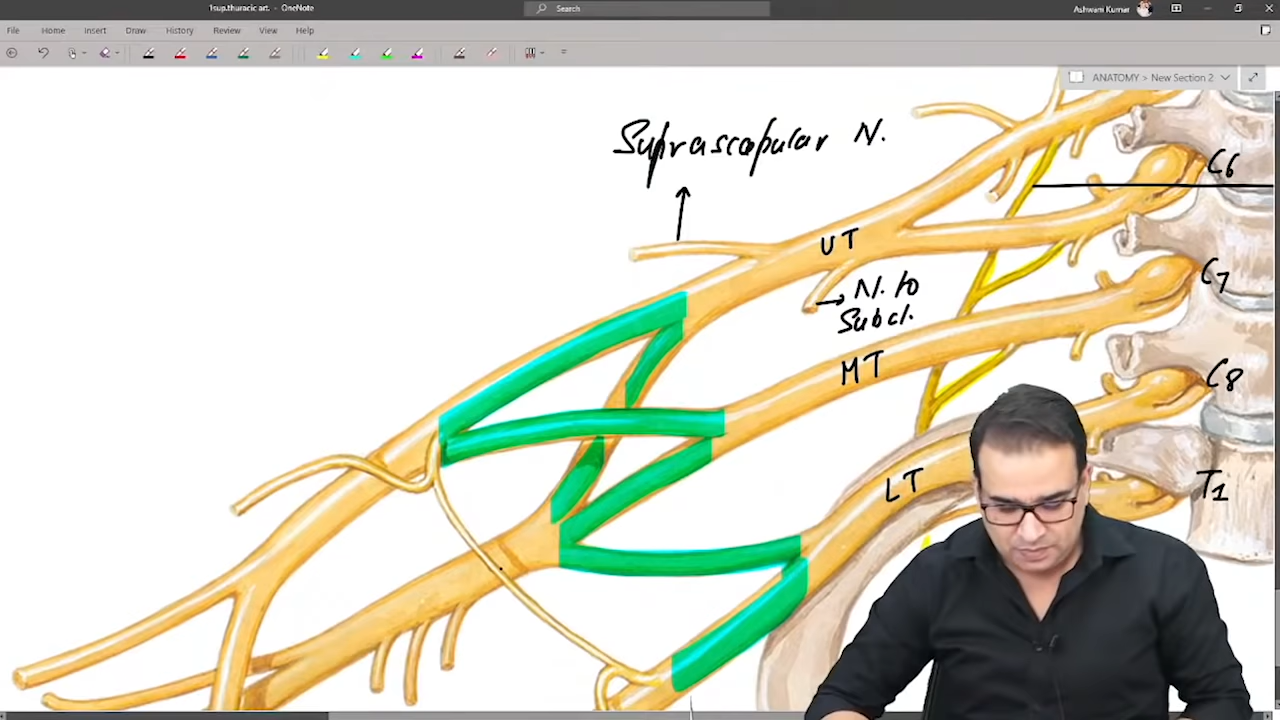 1sup.thoracic art. - OneNote
Search
Ashwani Kumar
File Home Insert Draw History Review View Help
ANATOMY > New Section 2
Suprascapular N.
C6
UT
C7
N. to
Subcl.
MT
C8
LT
T1